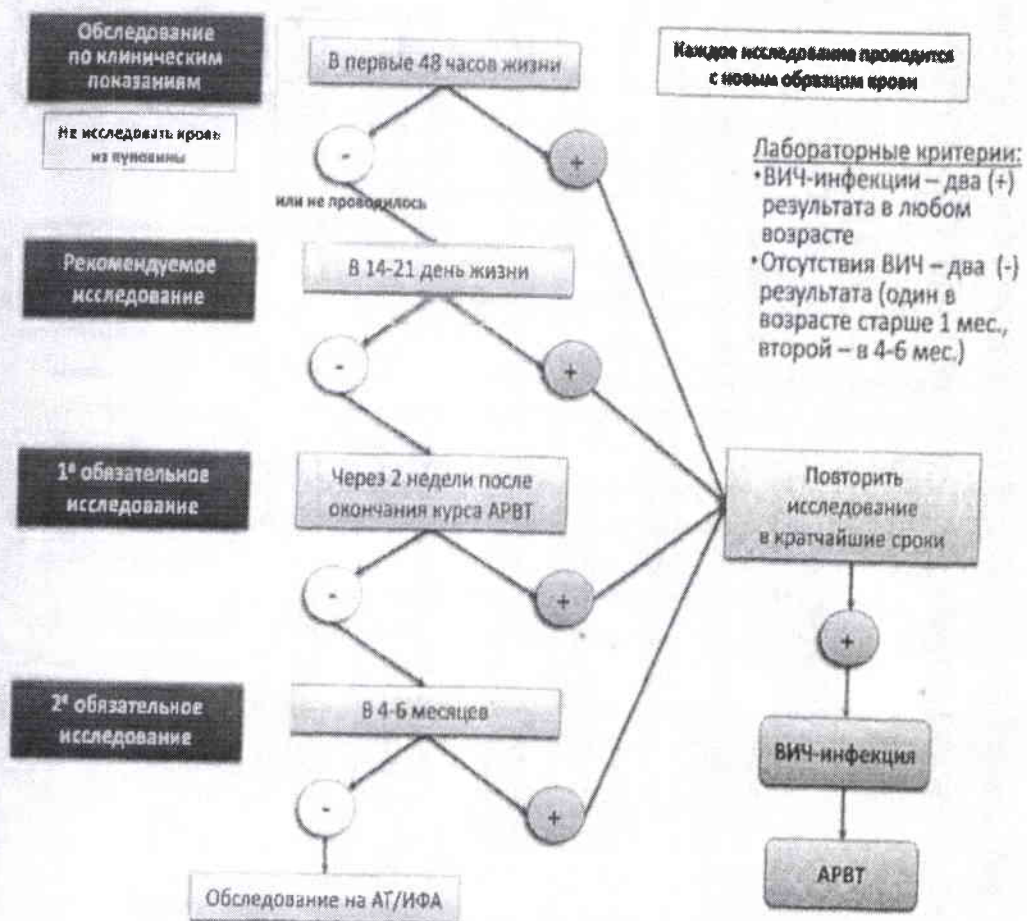 Обследование
по клиническим
показаниям
В первые 48 часов жизни
Каждое исследование проводится
с новым образцом крови
Не исследовать кровь
из пуповины
-
+
или не проводилось
Лабораторные критерии:
•ВИЧ-инфекции – два (+)
результата в любом
возрасте
•Отсутствия ВИЧ – два (-)
результата (один в
возрасте старше 1 мес.,
второй – в 4-6 мес.)
Рекомендуемое
исследование
В 14-21 день жизни
-
+
1е обязательное
исследование
Через 2 недели после
окончания курса АРВТ
Повторить
исследование
в кратчайшие сроки
-
+
+
2е обязательное
исследование
В 4-6 месяцев
ВИЧ-инфекция
-
+
АРВТ
Обследование на АТ/ИФА